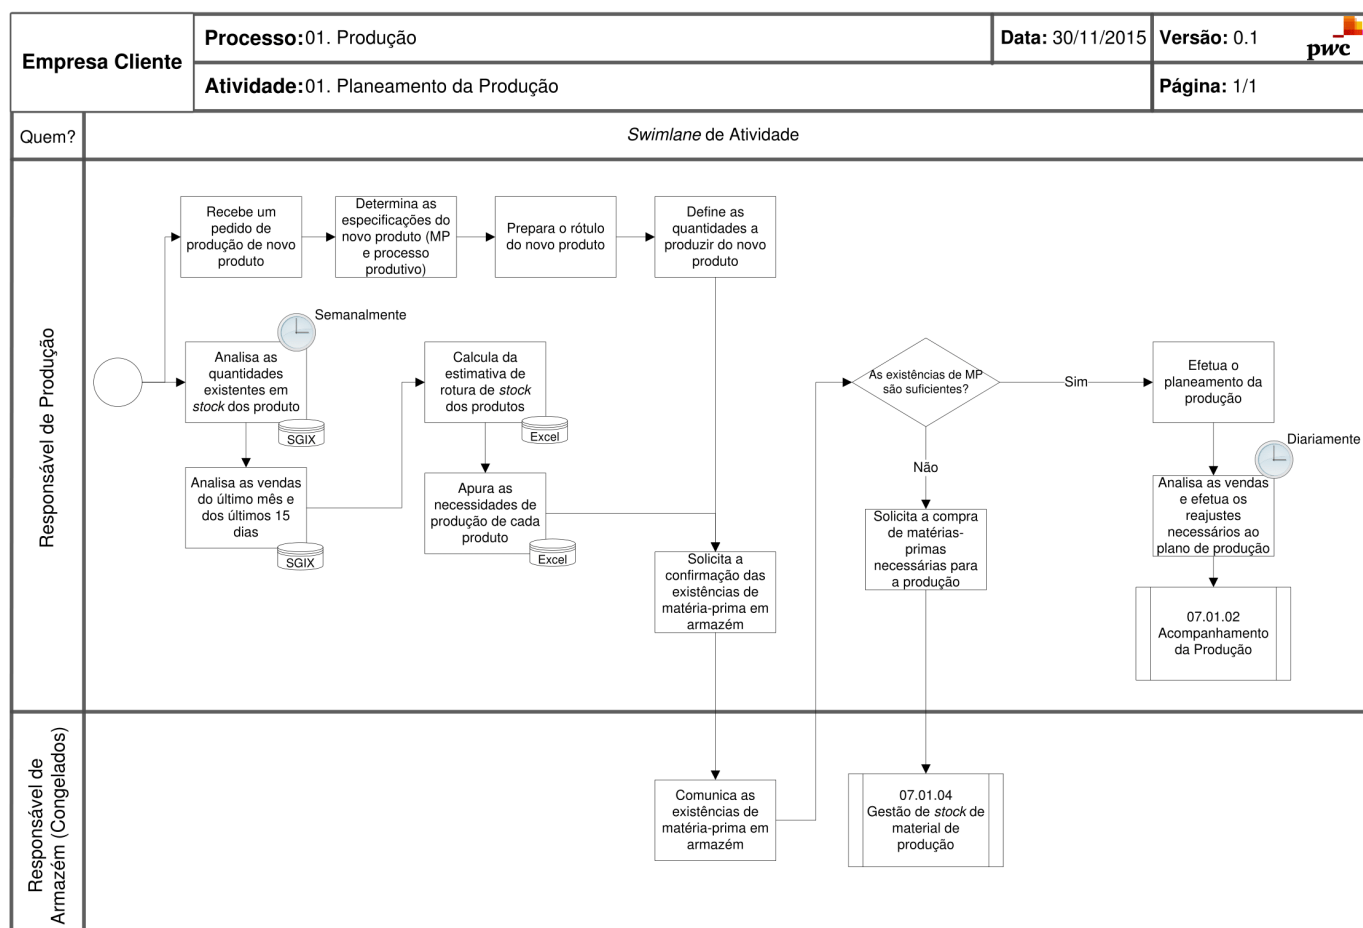 Empresa Cliente
Processo: 01. Produção
Data: 30/11/2015
Versão: 0.1
pwc
Atividade: 01. Planeamento da Produção
Página: 1/1
Quem?
Swimlane de Atividade
Responsável de Produção
Recebe um
pedido de
produção de novo
produto
Determina as
especificações do
novo produto (MP
e processo
produtivo)
Prepara o rótulo
do novo produto
Define as
quantidades a
produzir do novo
produto
Semanalmente
Analisa as
quantidades
existentes em
stock dos produto
SGIX
Analisa as vendas
do último mês e
dos últimos 15
dias
SGIX
Calcula da
estimativa de
rotura de stock
dos produtos
Excel
Apura as
necessidades de
produção de cada
produto
Excel
Solicita a
confirmação das
existências de
matéria-prima em
armazém
As existências de MP
são suficientes?
Sim
Não
Solicita a compra
de matérias-
primas
necessárias para
a produção
Efetua o
planeamento da
produção
Diariamente
Analisa as vendas
e efetua os
reajustes
necessários ao
plano de produção
07.01.02
Acompanhamento
da Produção
Responsável de
Armazém (Congelados)
Comunica as
existências de
matéria-prima em
armazém
07.01.04
Gestão de stock de
material de
produção